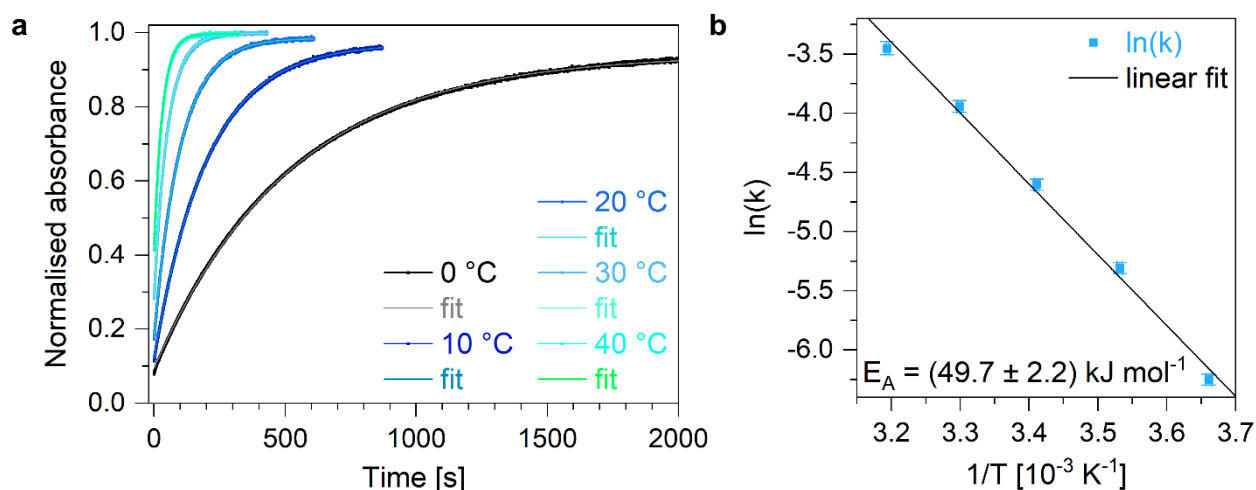 a
1.0
0.8
0.6
0.4
0.2
0.0
Normalised absorbance
0 °C
fit
10 °C
fit
20 °C
fit
30 °C
fit
40 °C
fit
0 500 1000 1500 2000
Time [s]
b
-3.5
-4.0
-4.5
-5.0
-5.5
-6.0
ln(k)
ln(k)
linear fit
E_A = (49.7 ± 2.2) kJ mol⁻¹
3.2 3.3 3.4 3.5 3.6 3.7
1/T [10⁻³ K⁻¹]